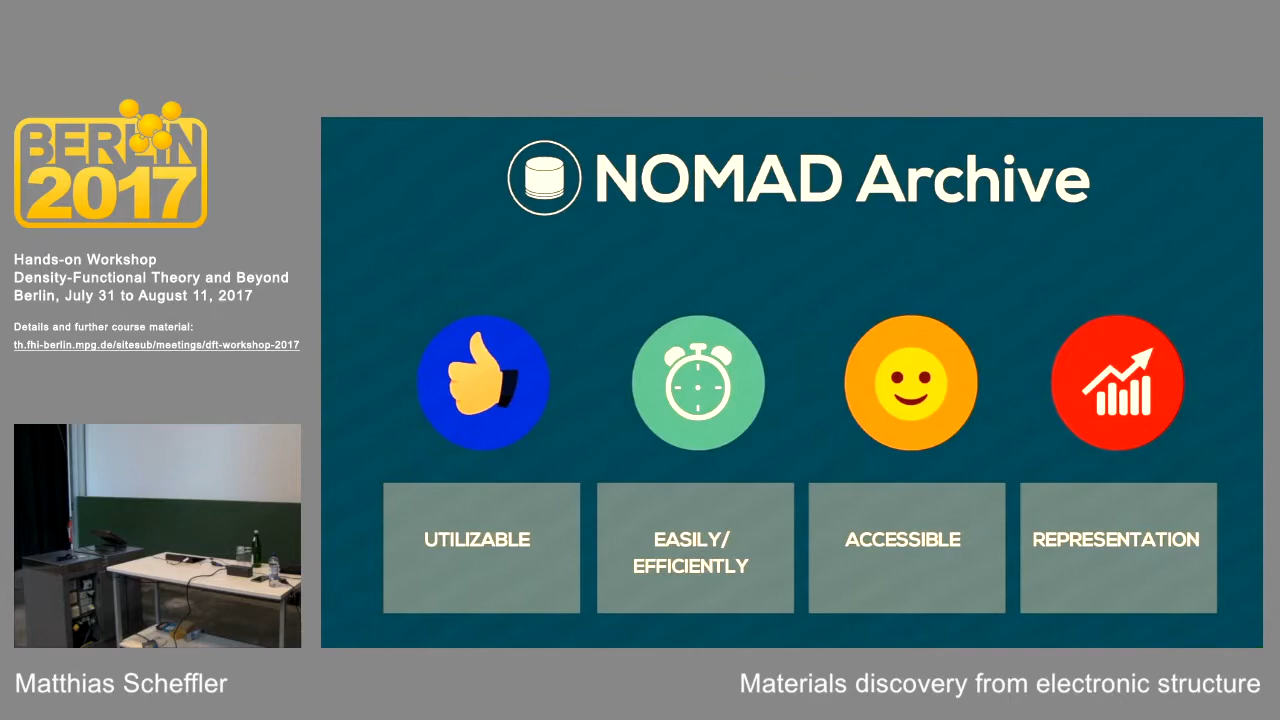 BERLIN
2017
Hands-on Workshop
Density-Functional Theory and Beyond
Berlin, July 31 to August 11, 2017
Details and further course material:
th.fhi-berlin.mpg.de/sitesub/meetings/dft-workshop-2017
NOMAD Archive
UTILIZABLE
EASILY/
EFFICIENTLY
ACCESSIBLE
REPRESENTATION
Matthias Scheffler
Materials discovery from electronic structure